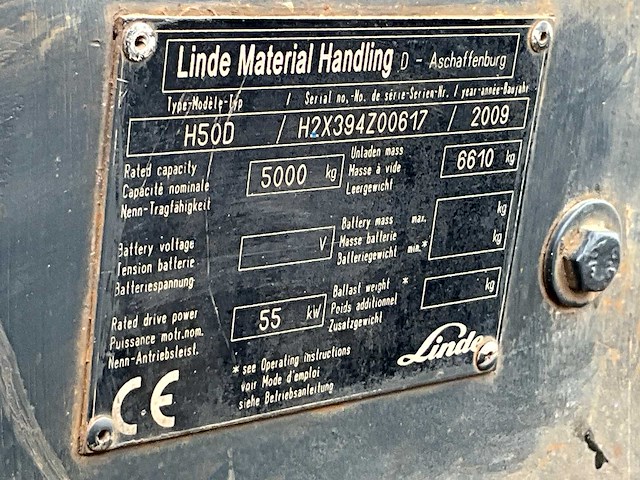 Linde Material Handling D - Aschaffenburg
Type-Modèle-Typ / Serial no.-No. de série-Serien-Nr. / year-année-Baujahr
H50D / H2X394Z00617 / 2009
Rated capacity
Capacité nominale
Nenn-Tragfähigkeit
5000 kg
Unladen mass
Masse à vide
Leergewicht
6610 kg
Battery voltage
Tension batterie
Batteriespannung
V
Battery mass max.
Masse batterie
Batteriegewicht min.*
kg
kg
Rated drive power
Puissance motr.nom.
Nenn-Antriebsleist.
55 kW
Ballast weight *
Poids additionnel
Zusatzgewicht
kg
* see Operating instructions
voir Mode d'emploi
siehe Betriebsanleitung
CE
Linde